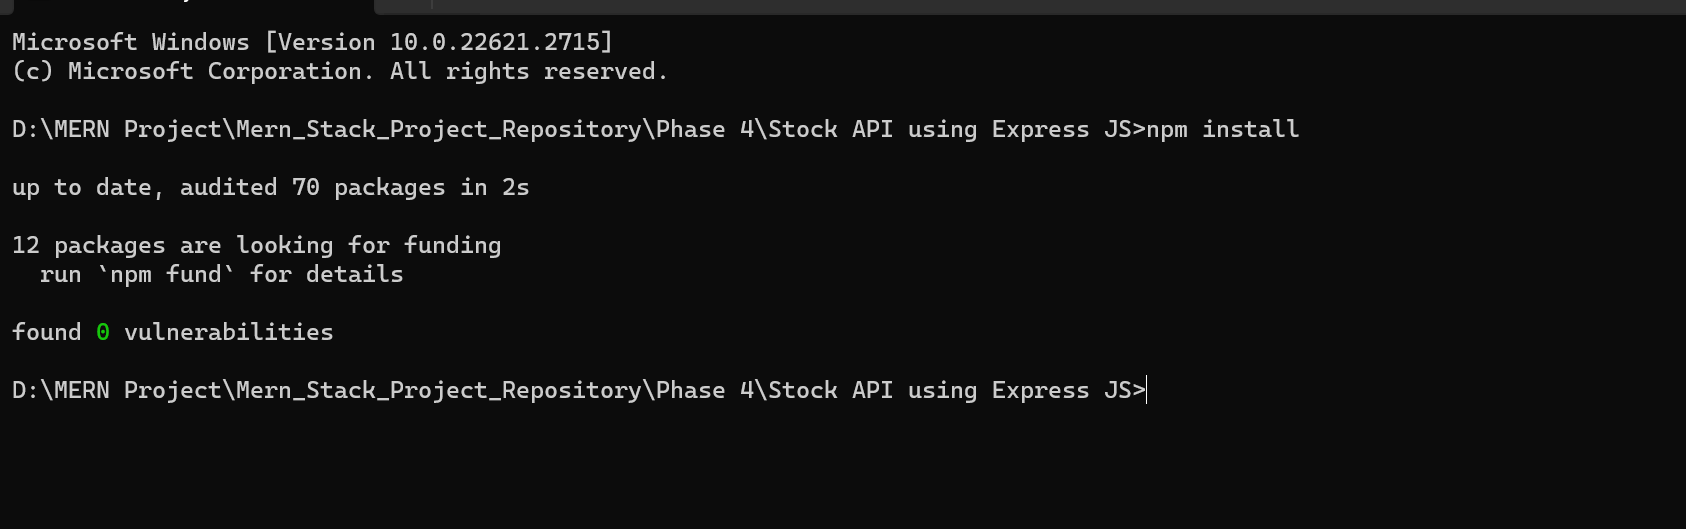 Microsoft Windows [Version 10.0.22621.2715]
(c) Microsoft Corporation. All rights reserved.
D:\MERN Project\Mern_Stack_Project_Repository\Phase 4\Stock API using Express JS>npm install
up to date, audited 70 packages in 2s
12 packages are looking for funding
  run `npm fund` for details
found 0 vulnerabilities
D:\MERN Project\Mern_Stack_Project_Repository\Phase 4\Stock API using Express JS>